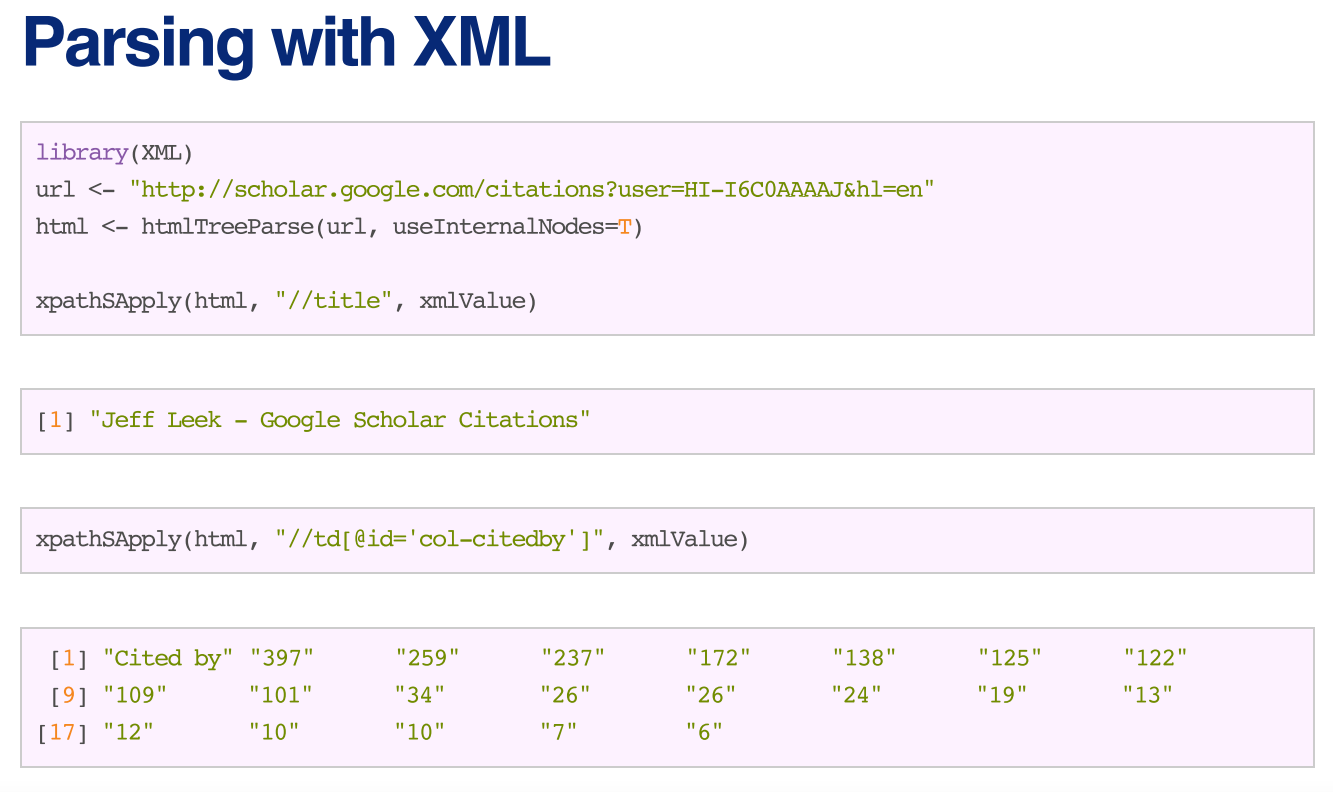 Parsing with XML
library(XML)
url <- "http://scholar.google.com/citations?user=HI-I6C0AAAAJ&hl=en"
html <- htmlTreeParse(url, useInternalNodes=T)
xpathSApply(html, "//title", xmlValue)
[1] "Jeff Leek - Google Scholar Citations"
xpathSApply(html, "//td[@id='col-citedby']", xmlValue)
[1] "Cited by" "397" "259" "237" "172" "138" "125" "122"
[9] "109" "101" "34" "26" "26" "24" "19" "13"
[17] "12" "10" "10" "7" "6"